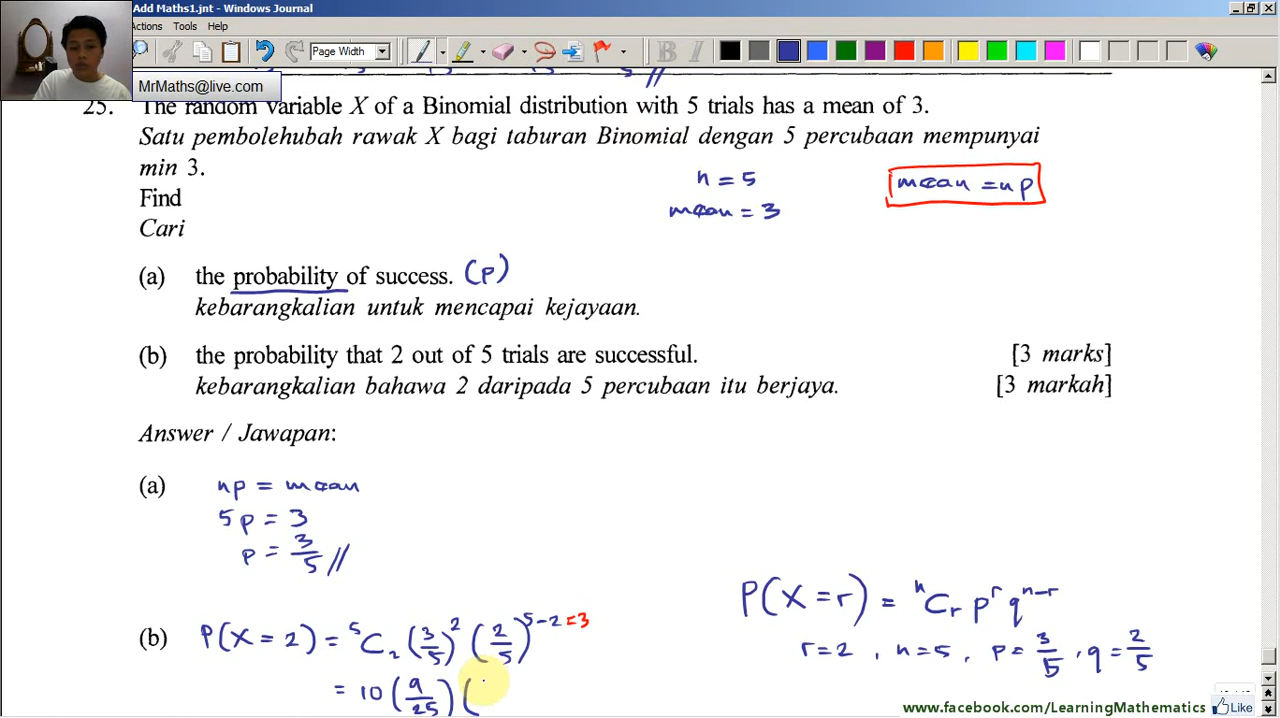 Add Maths1.jnt - Windows Journal
Actions Tools Help
Page Width
MrMaths@live.com
25. The random variable X of a Binomial distribution with 5 trials has a mean of 3.
Satu pembolehubah rawak X bagi taburan Binomial dengan 5 percubaan mempunyai
min 3.
n = 5
mean = np
Find
mean = 3
Cari
(a) the probability of success. (p)
kebarangkalian untuk mencapai kejayaan.
(b) the probability that 2 out of 5 trials are successful. [3 marks]
kebarangkalian bahawa 2 daripada 5 percubaan itu berjaya. [3 markah]
Answer / Jawapan:
(a) np = mean
5p = 3
p = 3/5 //
P(X = r) = ⁿCᵣ pʳ qⁿ⁻ʳ
(b) P(X = 2) = ⁵C₂ (3/5)² (2/5)⁵⁻² = 3
r = 2 , n = 5 , p = 3/5 , q = 2/5
= 10 (9/25) (
www.facebook.com/LearningMathematics Like